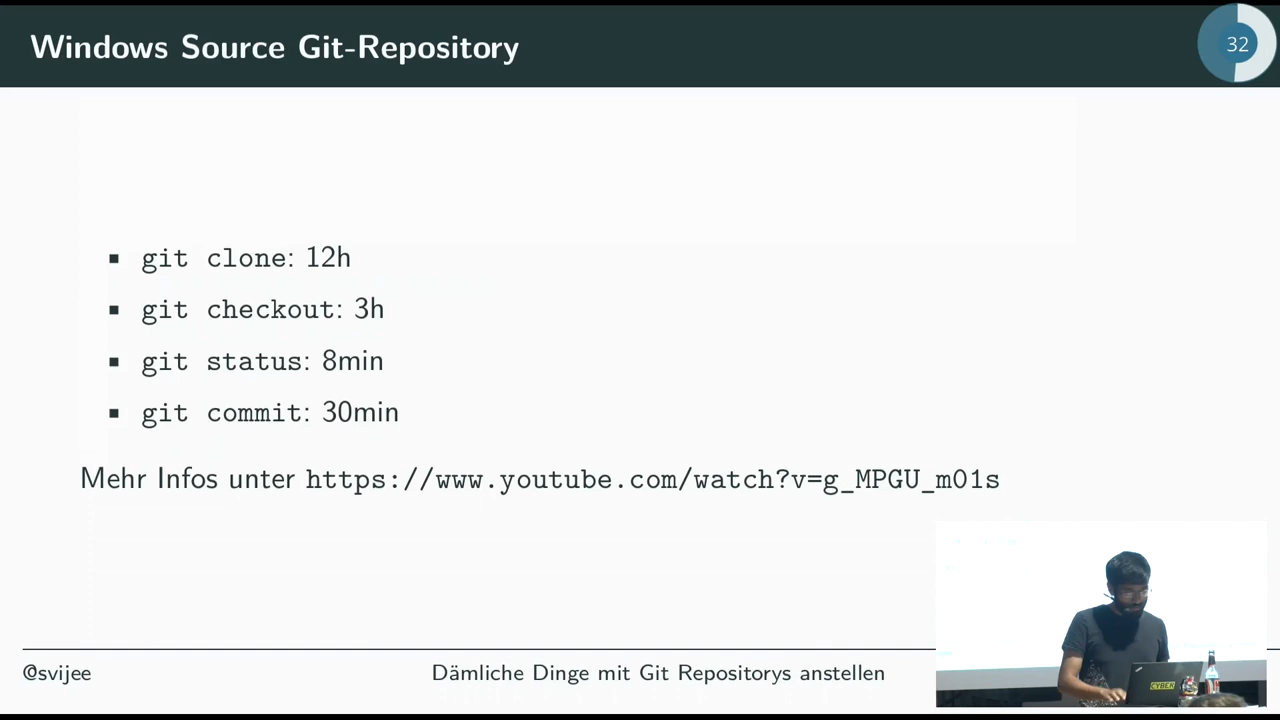 Windows Source Git-Repository
32
git clone: 12h
git checkout: 3h
git status: 8min
git commit: 30min
Mehr Infos unter https://www.youtube.com/watch?v=g_MPGU_m01s
@svijee
Dämliche Dinge mit Git Repositorys anstellen
CYBER